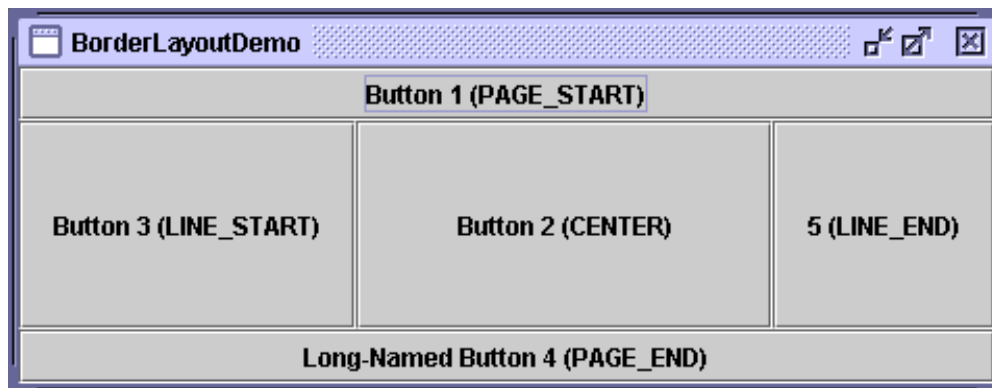 BorderLayoutDemo
Button 1 (PAGE_START)
Button 3 (LINE_START)
Button 2 (CENTER)
5 (LINE_END)
Long-Named Button 4 (PAGE_END)